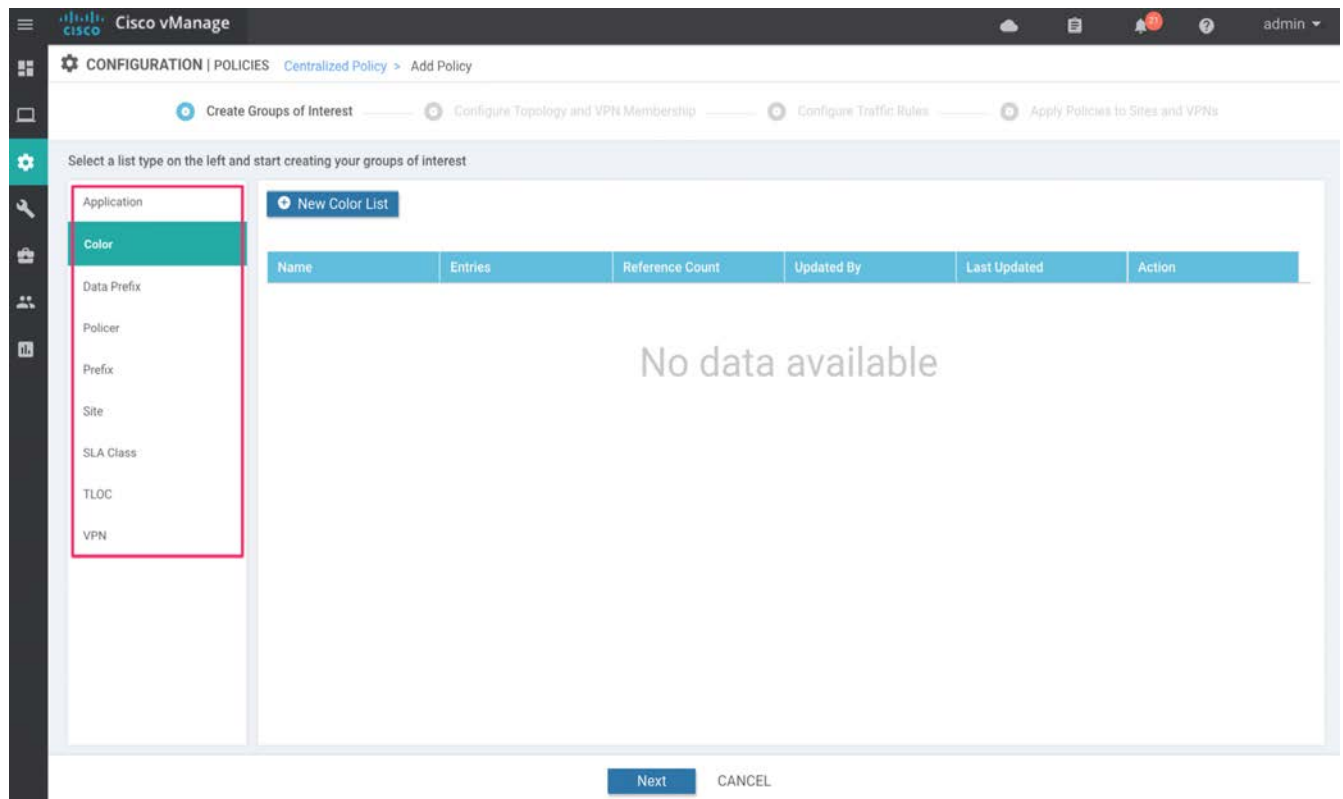 CISCO Cisco vManage 21 admin
CONFIGURATION | POLICIES Centralized Policy > Add Policy
Create Groups of Interest Configure Topology and VPN Membership Configure Traffic Rules Apply Policies to Sites and VPNs
Select a list type on the left and start creating your groups of interest
Application
Color
Data Prefix
Policer
Prefix
Site
SLA Class
TLOC
VPN
New Color List
Name Entries Reference Count Updated By Last Updated Action
No data available
Next CANCEL